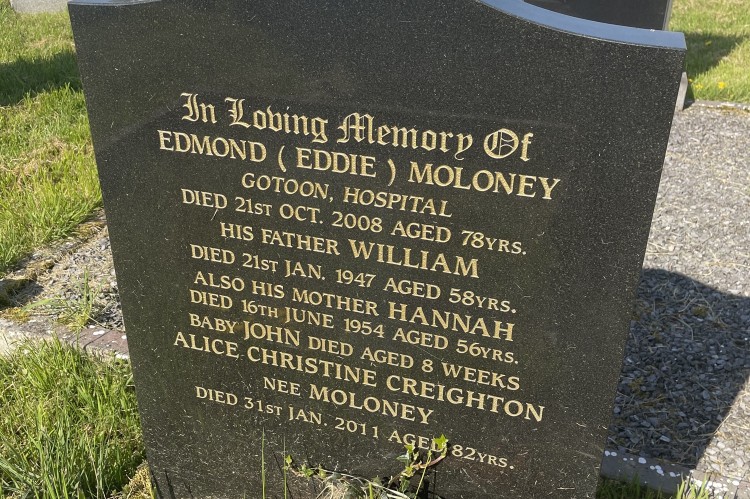 In Loving Memory Of
EDMOND ( EDDIE ) MOLONEY
GOTOON, HOSPITAL
DIED 21ST OCT. 2008 AGED 78YRS.
HIS FATHER WILLIAM
DIED 21ST JAN. 1947 AGED 58YRS.
ALSO HIS MOTHER HANNAH
DIED 16TH JUNE 1954 AGED 56YRS.
BABY JOHN DIED AGED 8 WEEKS
ALICE CHRISTINE CREIGHTON
NEE MOLONEY
DIED 31ST JAN. 2011 AGED 82YRS.